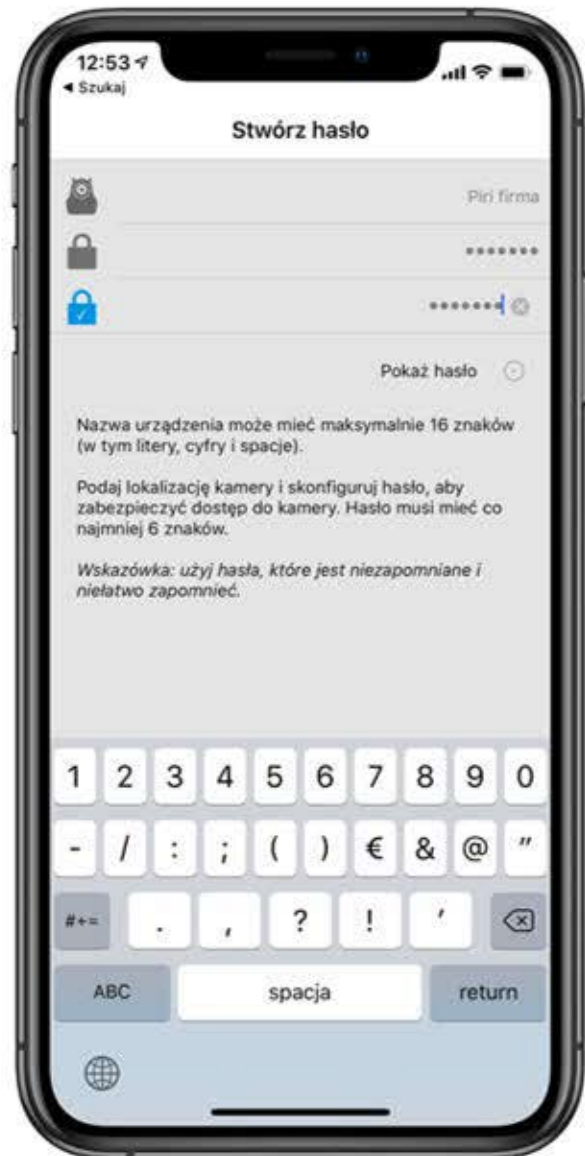 12:53
Szukaj
Stwórz hasło
Piri firma
•••••••
•••••••
Pokaż hasło
Nazwa urządzenia może mieć maksymalnie 16 znaków
(w tym litery, cyfry i spacje).
Podaj lokalizację kamery i skonfiguruj hasło, aby
zabezpieczyć dostęp do kamery. Hasło musi mieć co
najmniej 6 znaków.
Wskazówka: użyj hasła, które jest niezapomniane i
niełatwo zapomnieć.
1 2 3 4 5 6 7 8 9 0
- / : ; ( ) € & @ "
#+= . , ? ! '
ABC spacja return